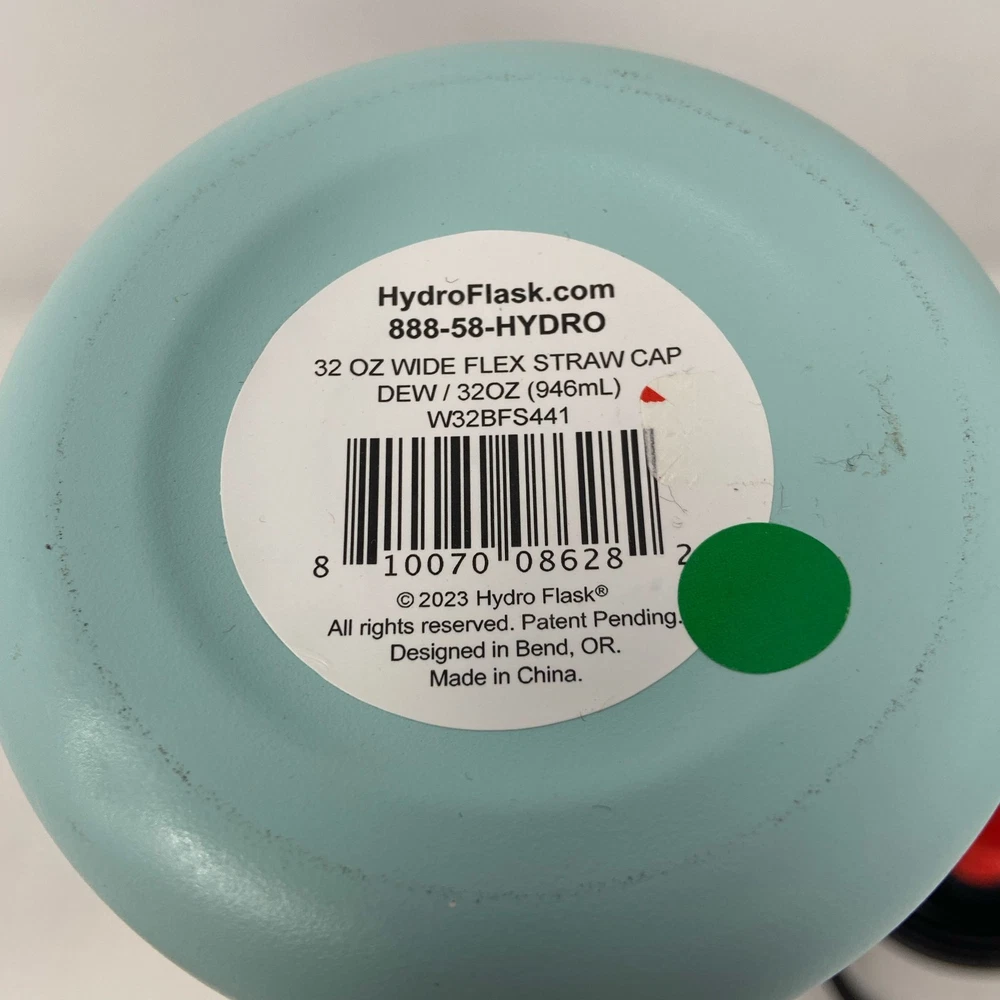 HydroFlask.com
888-58-HYDRO
32 OZ WIDE FLEX STRAW CAP
DEW / 32OZ (946mL)
W32BFS441
8 10070 08628 2
© 2023 Hydro Flask®
All rights reserved. Patent Pending.
Designed in Bend, OR.
Made in China.